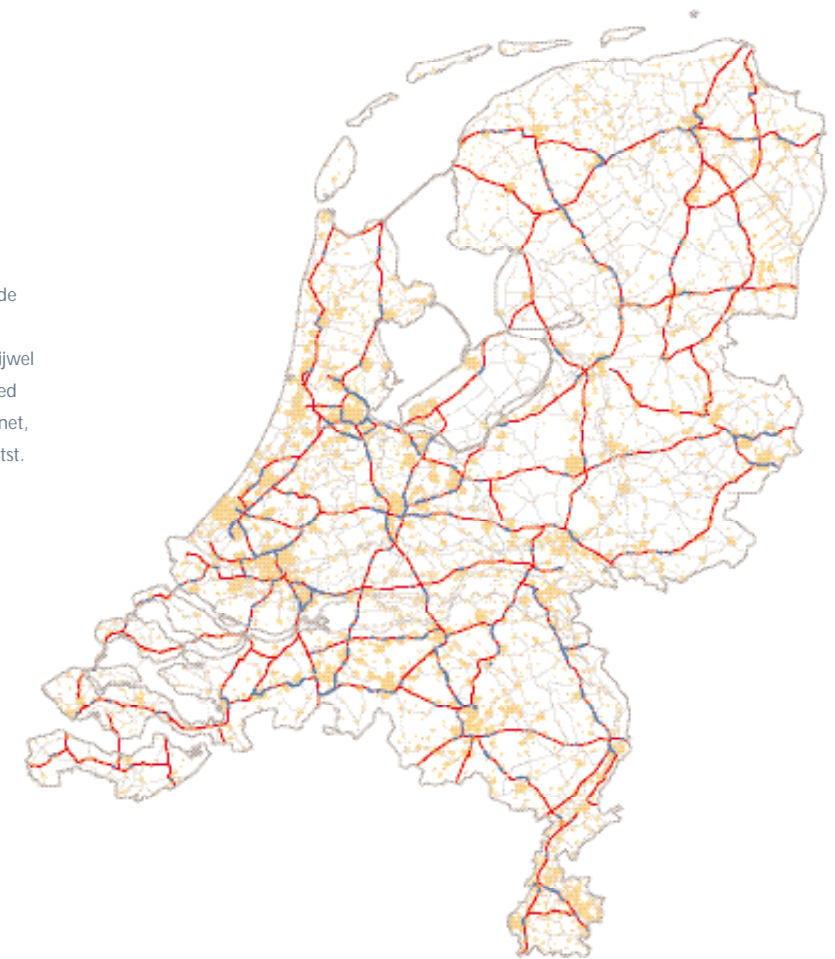 de
ijwel
ed
net,
tst.